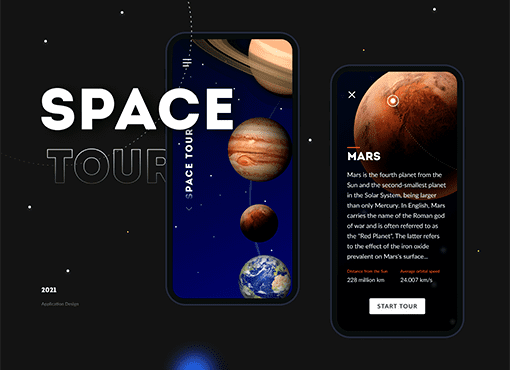 SPACE
TOUR
2021
Application Design
SPACE TOUR
MARS
Mars is the fourth planet from the
Sun and the second-smallest planet
in the Solar System, being larger
than only Mercury. In English, Mars
carries the name of the Roman god
of war and is often referred to as
the "Red Planet". The latter refers
to the effect of the iron oxide
prevalent on Mars's surface...
Distance from the Sun
228 million km
Average orbital speed
24.007 km/s
START TOUR